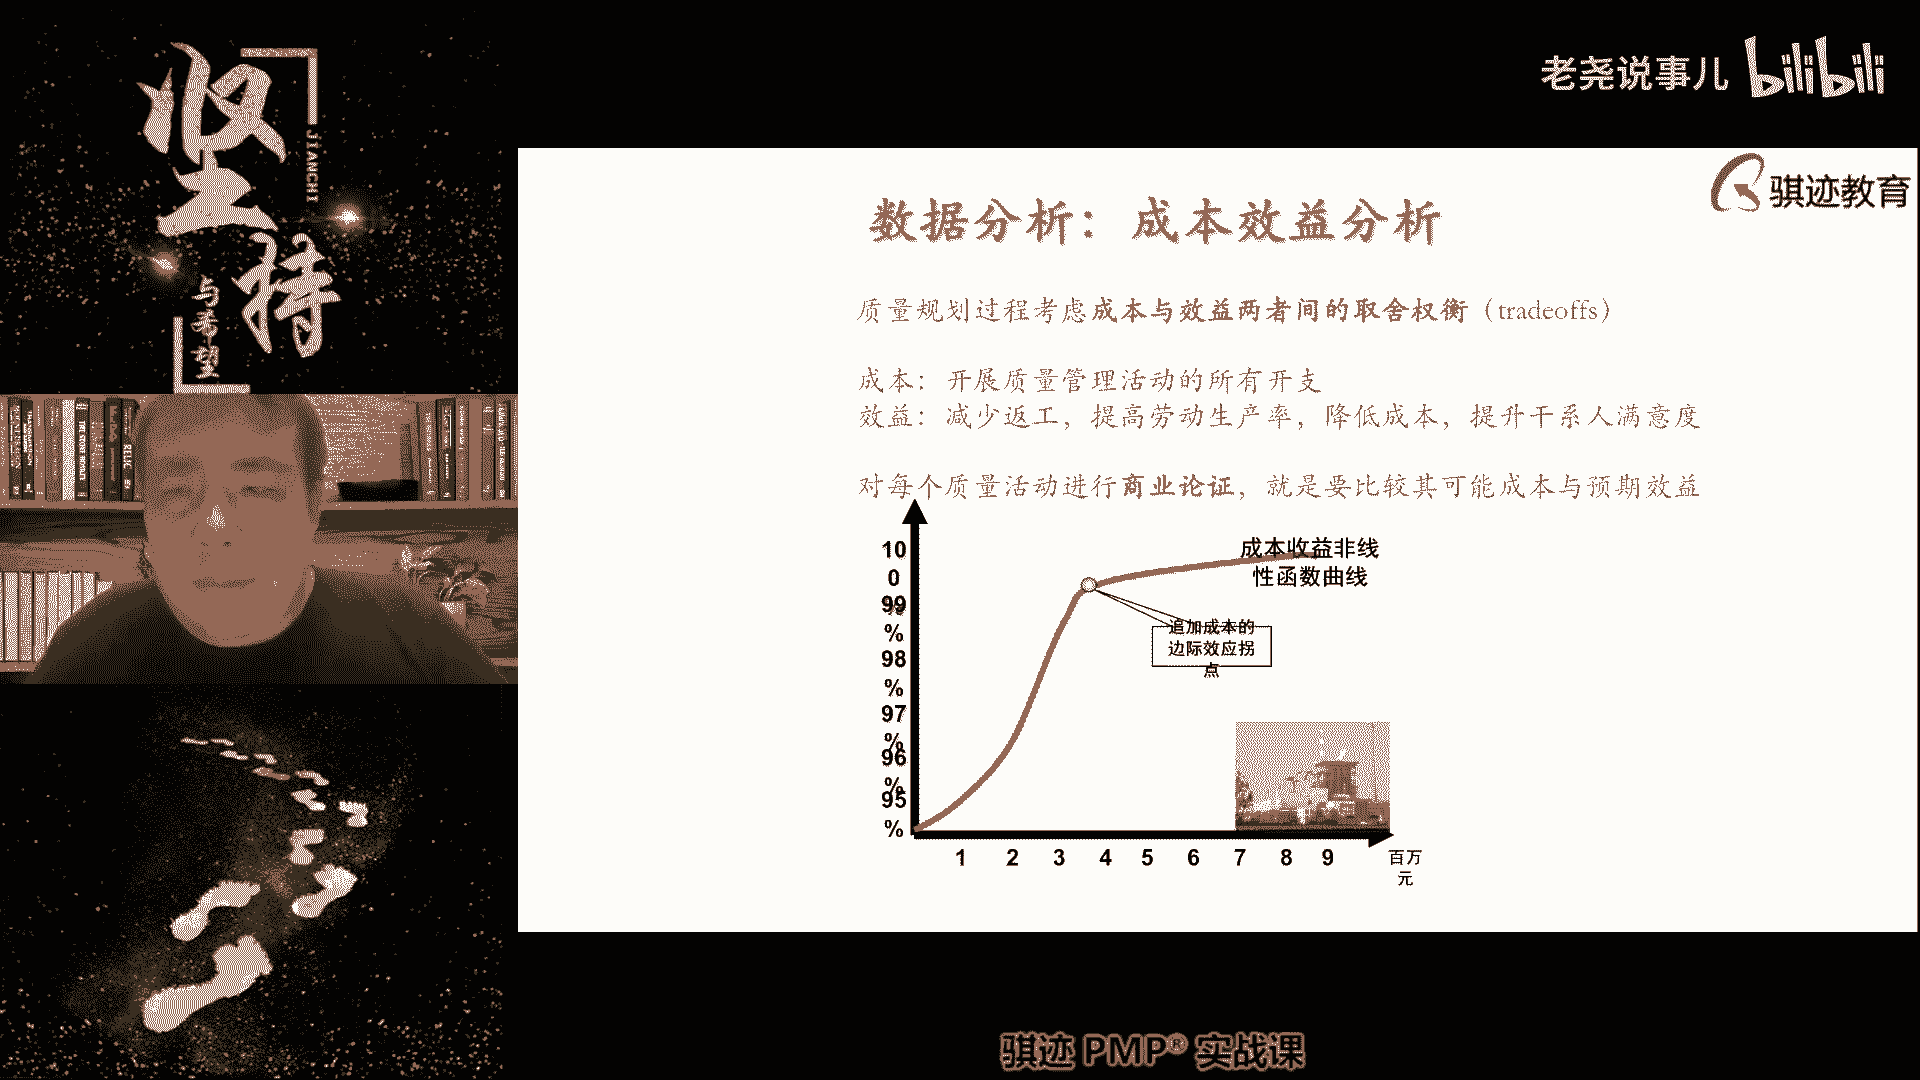 坚持
JIANCHI
与希望
老尧说事儿 bilibili
骐迹教育
数据分析：成本效益分析
质量规划过程考虑成本与效益两者间的取舍权衡（tradeoffs）
成本：开展质量管理活动的所有开支
效益：减少返工，提高劳动生产率，降低成本，提升干系人满意度
对每个质量活动进行商业论证，就是要比较其可能成本与预期效益
10
0
%
99
%
98
%
97
%
96
%
95
%
成本收益非线
性函数曲线
追加成本的
边际效应拐
点
1 2 3 4 5 6 7 8 9
百万
元
骐迹 PMP® 实战课